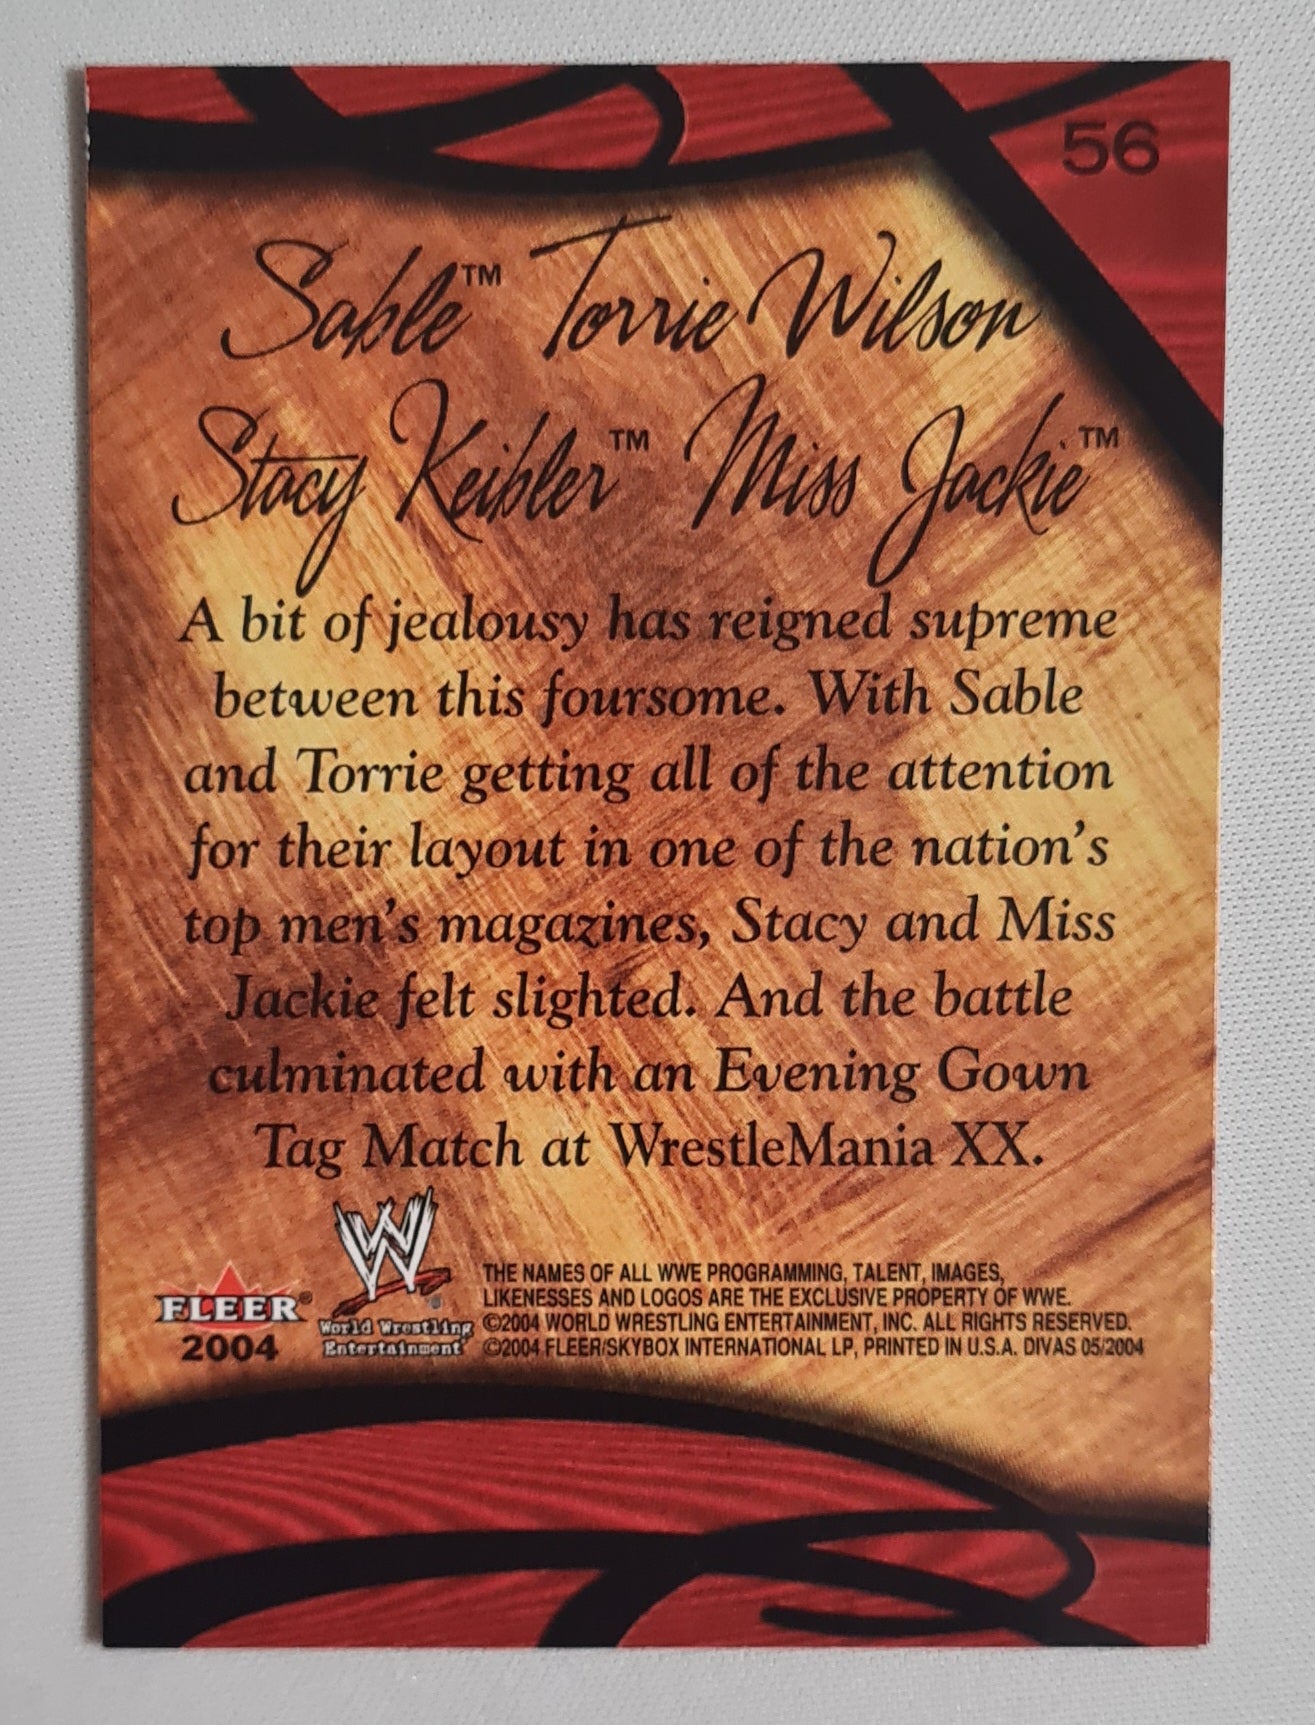 56
Sable™ Torrie Wilson
Stacy Keibler™ Miss Jackie™
A bit of jealousy has reigned supreme
between this foursome. With Sable
and Torrie getting all of the attention
for their layout in one of the nation's
top men's magazines, Stacy and Miss
Jackie felt slighted. And the battle
culminated with an Evening Gown
Tag Match at WrestleMania XX.
FLEER®
2004
W
World Wrestling
Entertainment®
THE NAMES OF ALL WWE PROGRAMMING, TALENT, IMAGES,
LIKENESSES AND LOGOS ARE THE EXCLUSIVE PROPERTY OF WWE.
©2004 WORLD WRESTLING ENTERTAINMENT, INC. ALL RIGHTS RESERVED.
©2004 FLEER/SKYBOX INTERNATIONAL LP, PRINTED IN U.S.A. DIVAS 05/2004